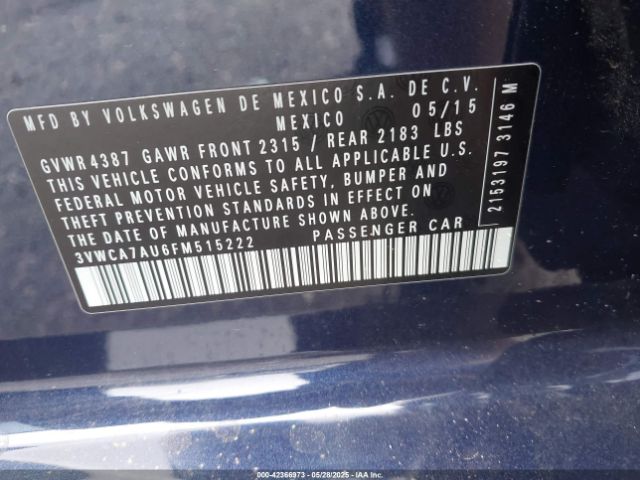 MFD BY VOLKSWAGEN DE MEXICO S.A. DE C.V.
MEXICO 05/15
GVWR 4387 GAWR FRONT 2315 / REAR 2183 LBS
THIS VEHICLE CONFORMS TO ALL APPLICABLE U.S.
FEDERAL MOTOR VEHICLE SAFETY, BUMPER AND
THEFT PREVENTION STANDARDS IN EFFECT ON
THE DATE OF MANUFACTURE SHOWN ABOVE.
3VWCA7AU6FM515222 PASSENGER CAR
2153197 3146 M
000-42366973 - 05/28/2025 - IAA Inc.